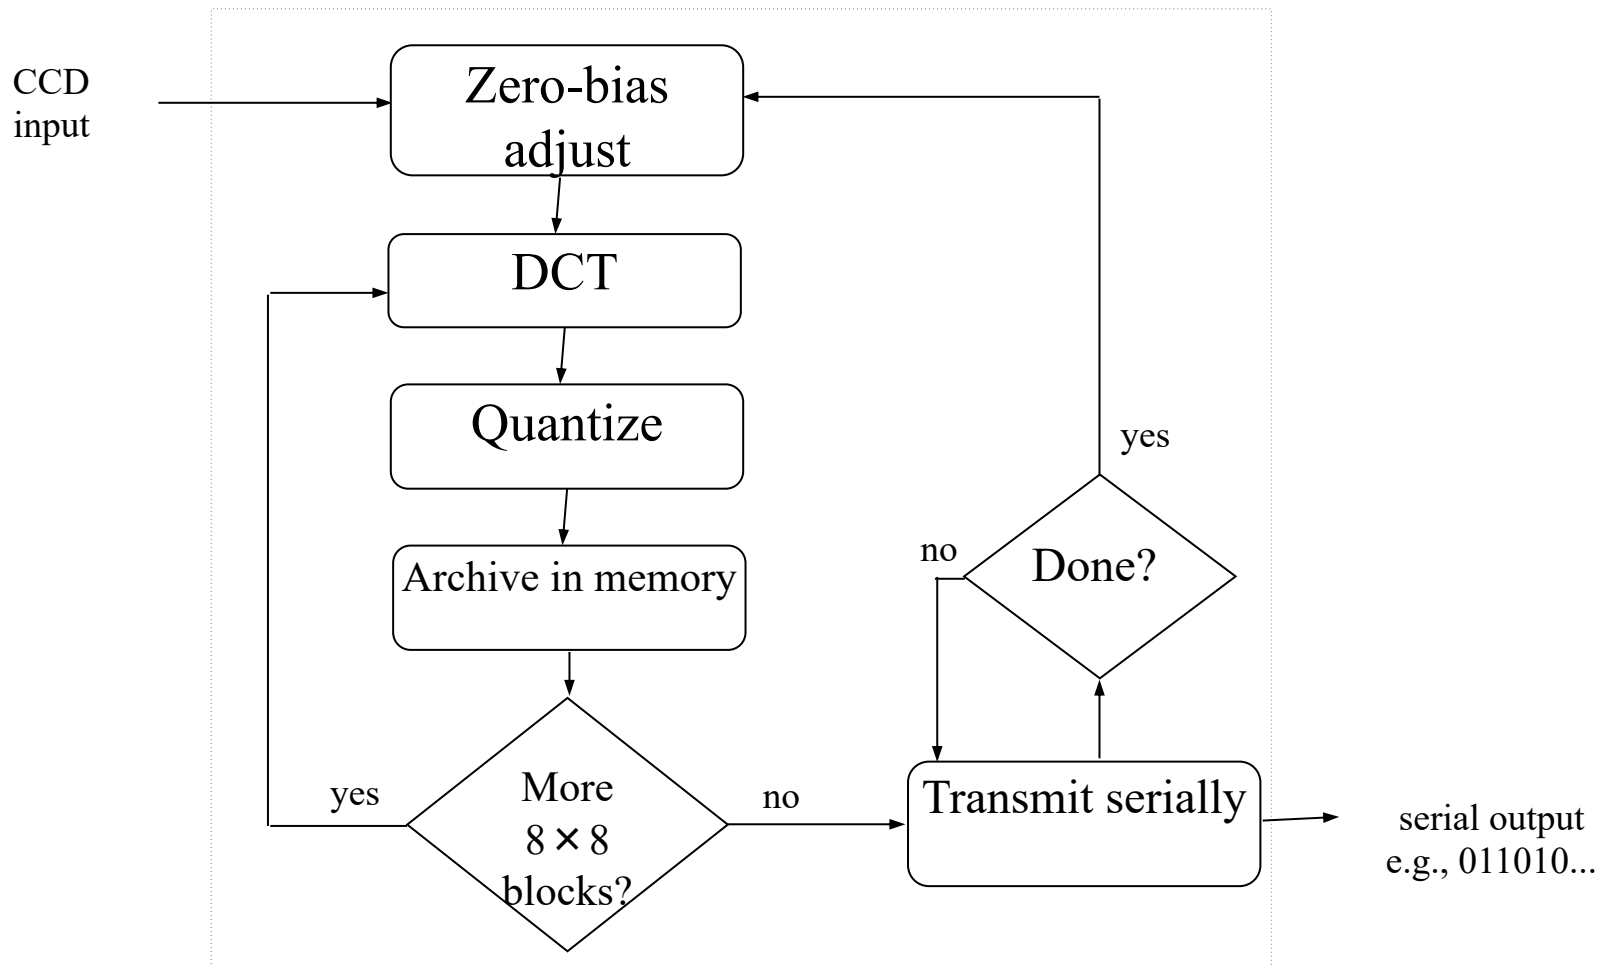 CCD
input
Zero-bias
adjust
DCT
Quantize
yes
no
Done?
Archive in memory
More
8×8
blocks?
yes
no
Transmit serially
serial output
e.g., 011010...